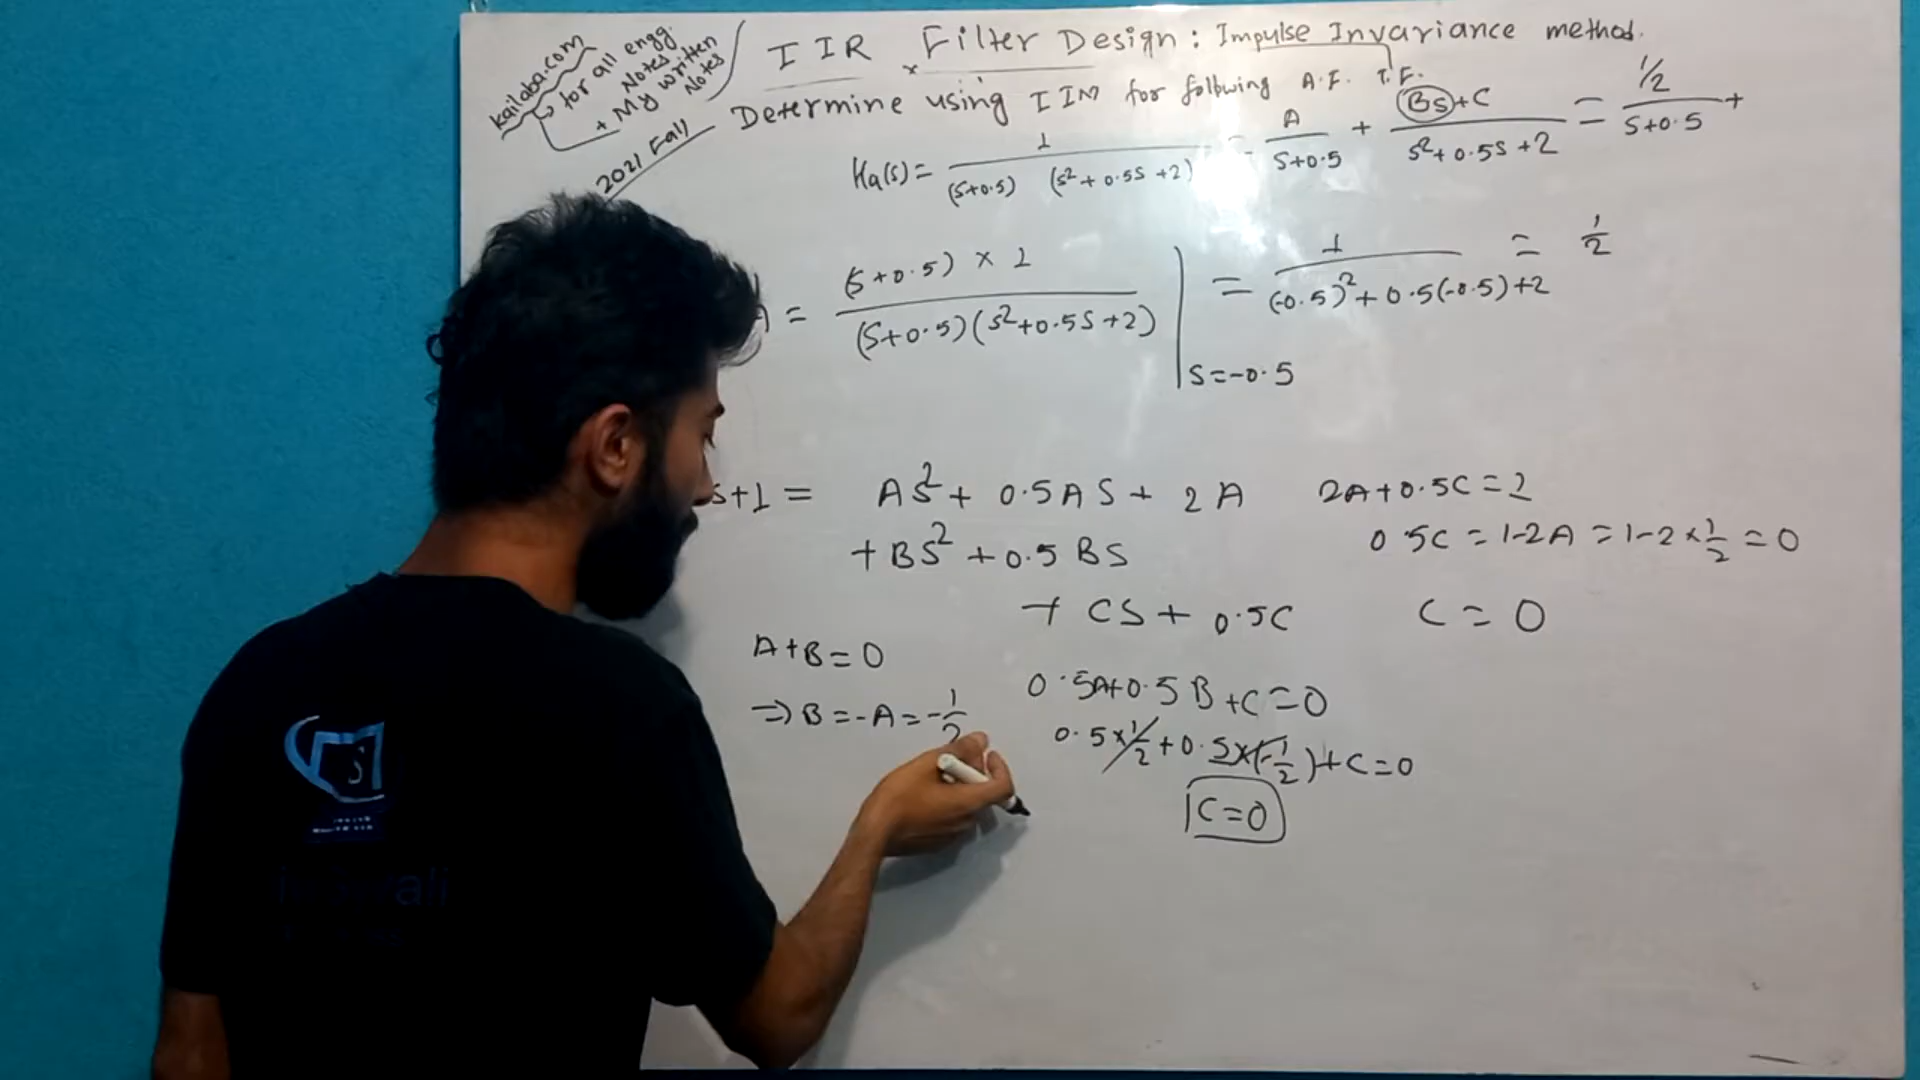 kailaba.com
for all engg
Notes
+ My written
Notes
IIR Filter Design: Impulse Invariance method.
2021 Fall
Determine using IIM for following A.F. T.F.
Ha(s) = 1 / (s+0.5) (s²+0.5s+2) = A / s+0.5 + Bs+C / s²+0.5s+2 = 1/2 / s+0.5 +
= (s+0.5) × 1 / (s+0.5)(s²+0.5s+2) | s=-0.5 = 1 / (-0.5)²+0.5(-0.5)+2 = 1/2
s+1 = As²+ 0.5As + 2A
+ Bs² + 0.5 Bs
+ Cs + 0.5C
2A+0.5C=2
0.5C = 1-2A = 1-2×1/2 = 0
C = 0
A+B=0
⇒ B=-A=-1/2
0.5A+0.5B+C=0
0.5×1/2+0.5×(-1/2)+C=0
C=0